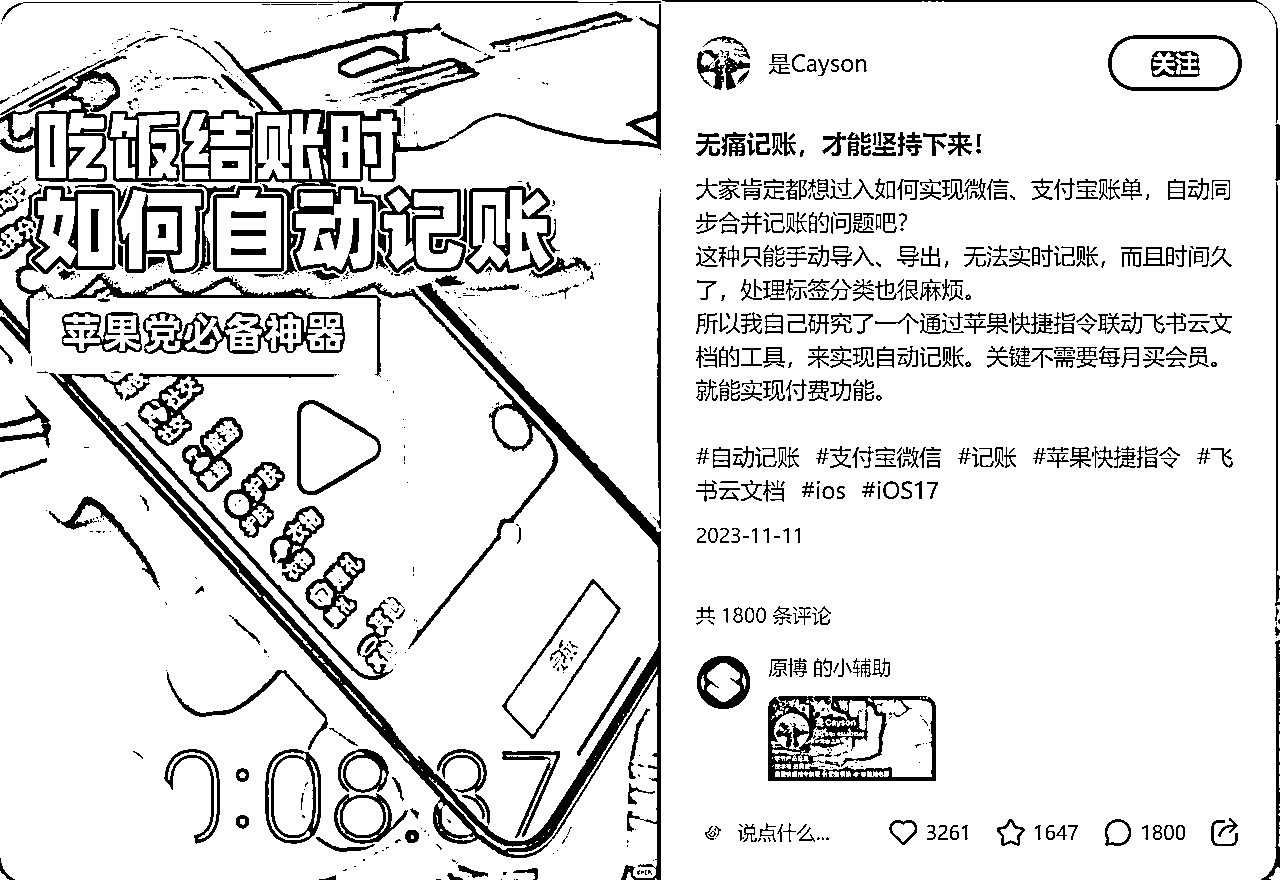 吃饭结账时
如何自动记账
苹果党必备神器
0:08.37
是Cayson
关注
无痛记账，才能坚持下来！
大家肯定都想过入如何实现微信、支付宝账单，自动同
步合并记账的问题吧？
这种只能手动导入、导出，无法实时记账，而且时间久
了，处理标签分类也很麻烦。
所以我自己研究了一个通过苹果快捷指令联动飞书云文
档的工具，来实现自动记账。关键不需要每月买会员。
就能实现付费功能。
#自动记账 #支付宝微信 #记账 #苹果快捷指令 #飞
书云文档 #ios #iOS17
2023-11-11
共 1800 条评论
原博 的小辅助
是Cayson
说点什么...
3261
1647
1800